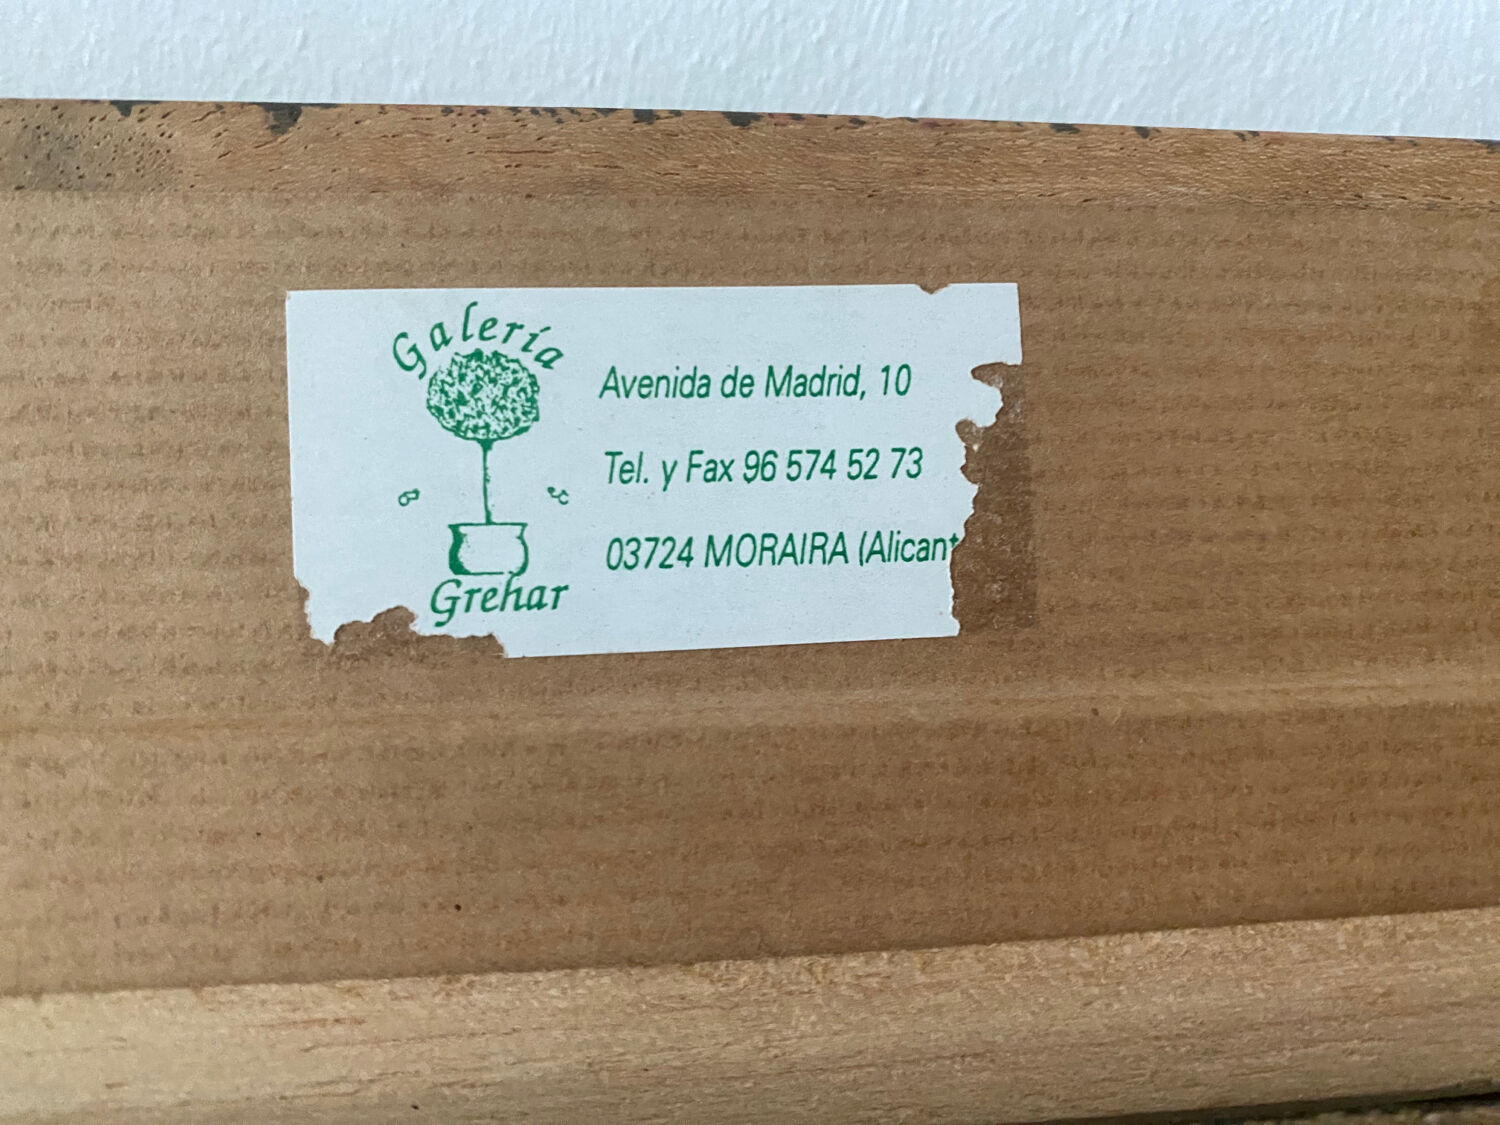 Galería
Grehar
Avenida de Madrid, 10
Tel. y Fax 96 574 52 73
03724 MORAIRA (Alicant